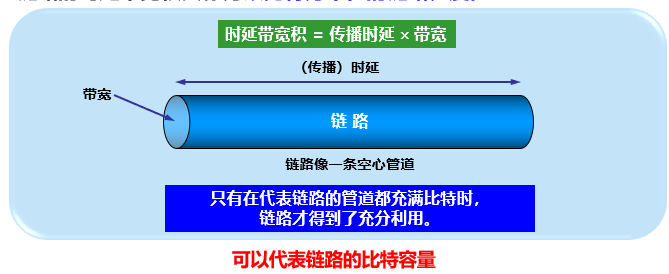 时延带宽积 = 传播时延 × 带宽
（传播）时延
带宽
链 路
链路像一条空心管道
只有在代表链路的管道都充满比特时，
链路才得到了充分利用。
可以代表链路的比特容量